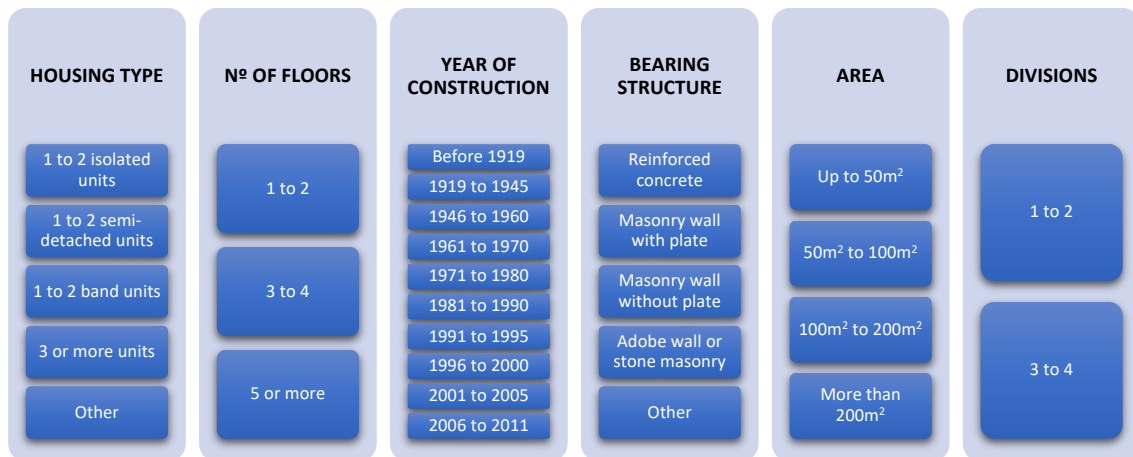 HOUSING TYPE
1 to 2 isolated
units
1 to 2 semi-
detached units
1 to 2 band units
3 or more units
Other
Nº OF FLOORS
1 to 2
3 to 4
5 or more
YEAR OF
CONSTRUCTION
Before 1919
1919 to 1945
1946 to 1960
1961 to 1970
1971 to 1980
1981 to 1990
1991 to 1995
1996 to 2000
2001 to 2005
2006 to 2011
BEARING
STRUCTURE
Reinforced
concrete
Masonry wall
with plate
Masonry wall
without plate
Adobe wall or
stone masonry
Other
AREA
Up to 50m²
50m² to 100m²
100m² to 200m²
More than
200m²
DIVISIONS
1 to 2
3 to 4